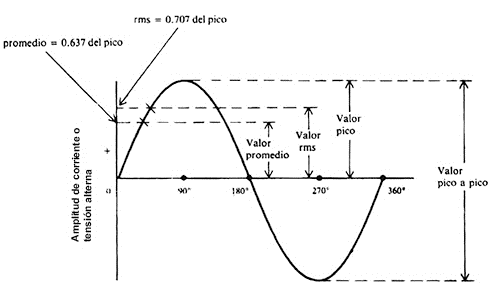 rms = 0.707 del pico
promedio = 0.637 del pico
Amplitud de corriente o
tensión alterna
+
0
90°
180°
270°
360°
Valor
promedio
Valor
rms
Valor
pico
Valor
pico a pico